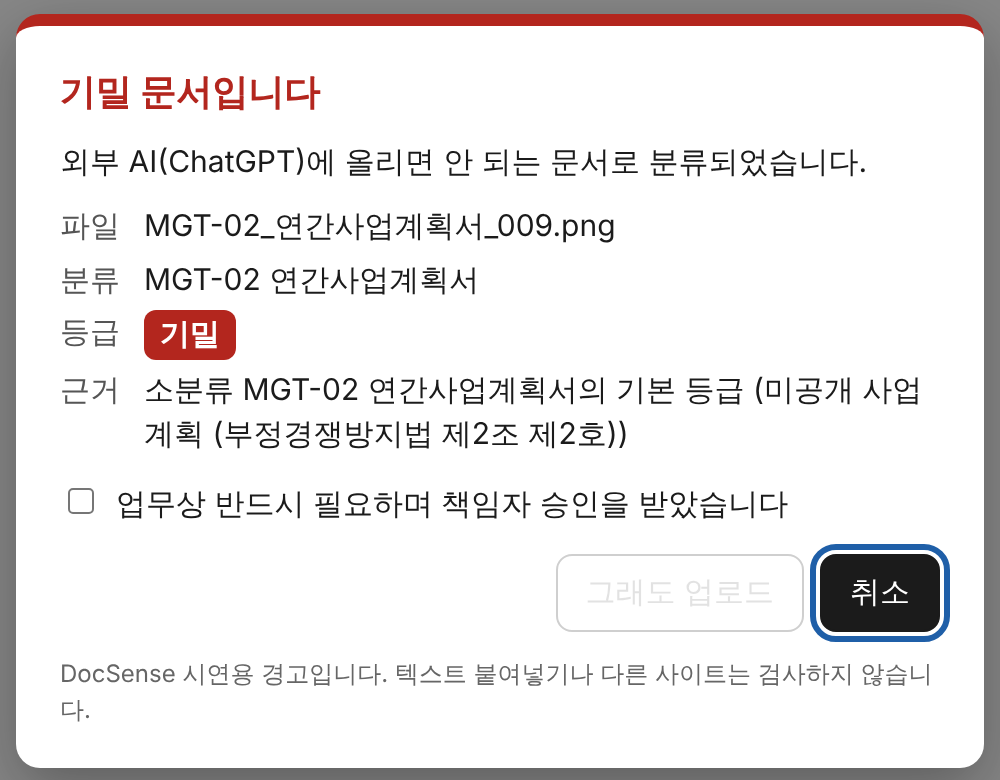 기밀 문서입니다
외부 AI(ChatGPT)에 올리면 안 되는 문서로 분류되었습니다.
파일 MGT-02_연간사업계획서_009.png
분류 MGT-02 연간사업계획서
등급 기밀
근거 소분류 MGT-02 연간사업계획서의 기본 등급 (미공개 사업
계획 (부정경쟁방지법 제2조 제2호))
업무상 반드시 필요하며 책임자 승인을 받았습니다
그래도 업로드 취소
DocSense 시연용 경고입니다. 텍스트 붙여넣기나 다른 사이트는 검사하지 않습니
다.